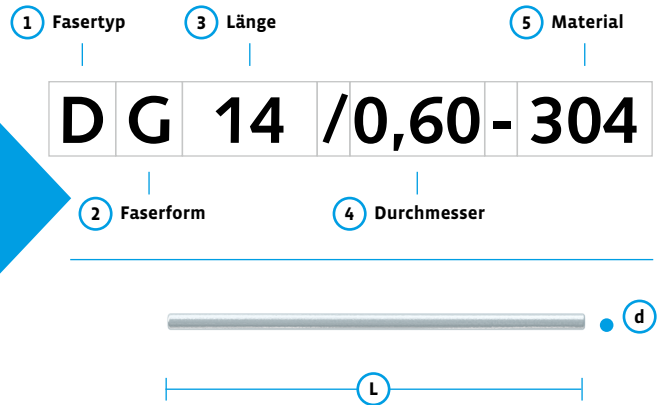 1 Fasertyp 3 Länge 5 Material
D G 14 /0,60 - 304
2 Faserform 4 Durchmesser
d
L